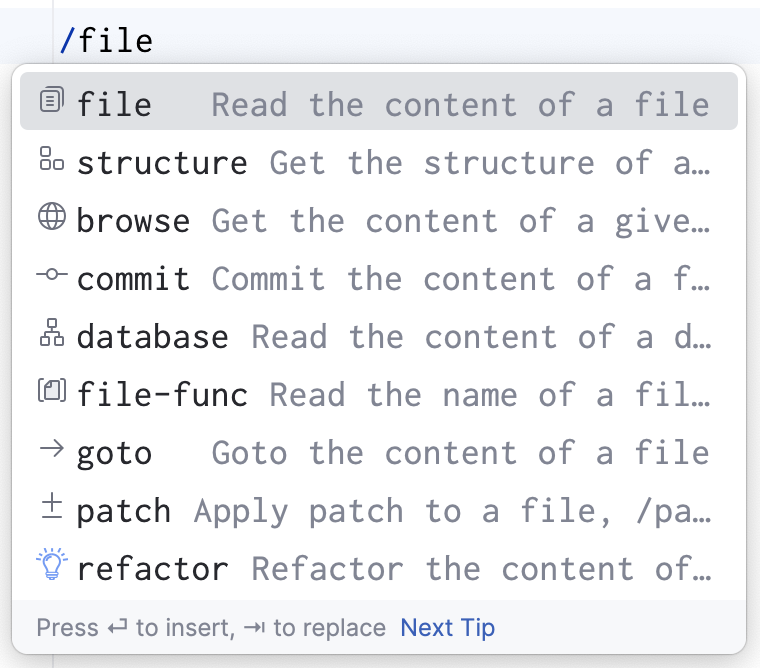 /file
file Read the content of a file
structure Get the structure of a…
browse Get the content of a give…
commit Commit the content of a f…
database Read the content of a d…
file-func Read the name of a fil…
goto Goto the content of a file
patch Apply patch to a file, /pa…
refactor Refactor the content of…
Press ↵ to insert, ⇥ to replace Next Tip